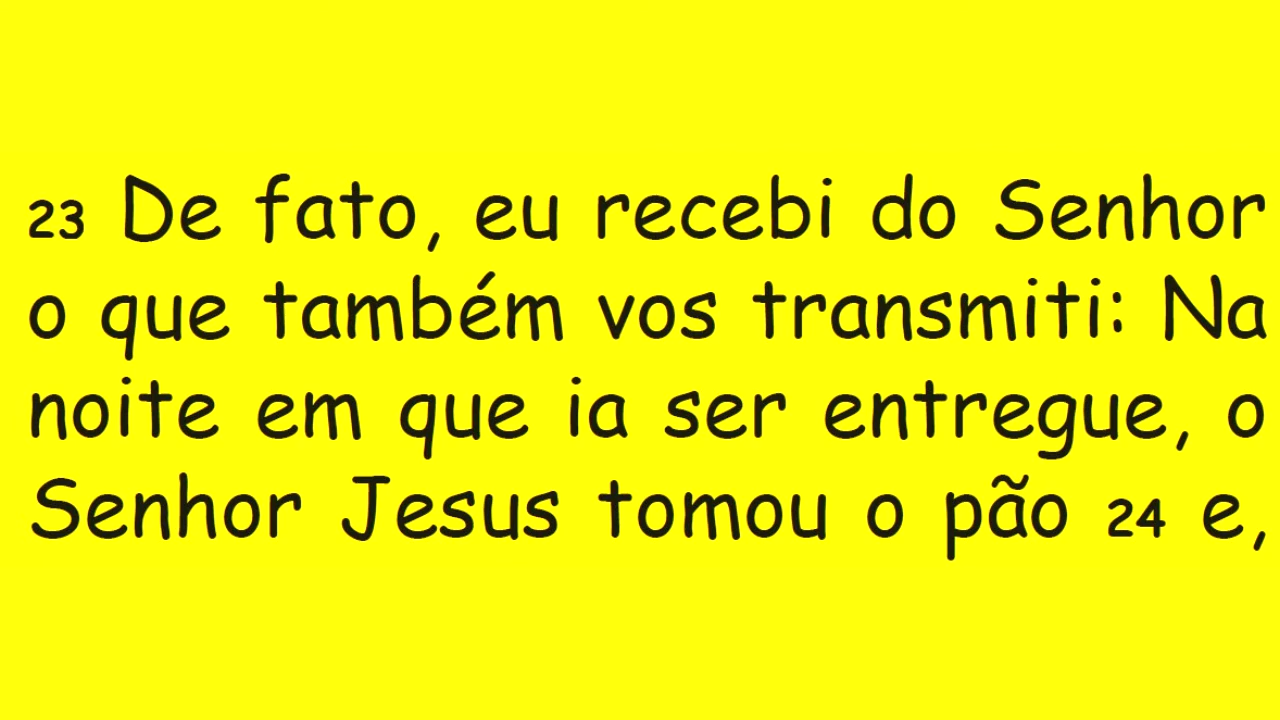 23 De fato, eu recebi do Senhor
o que também vos transmiti: Na
noite em que ia ser entregue, o
Senhor Jesus tomou o pão 24 e,